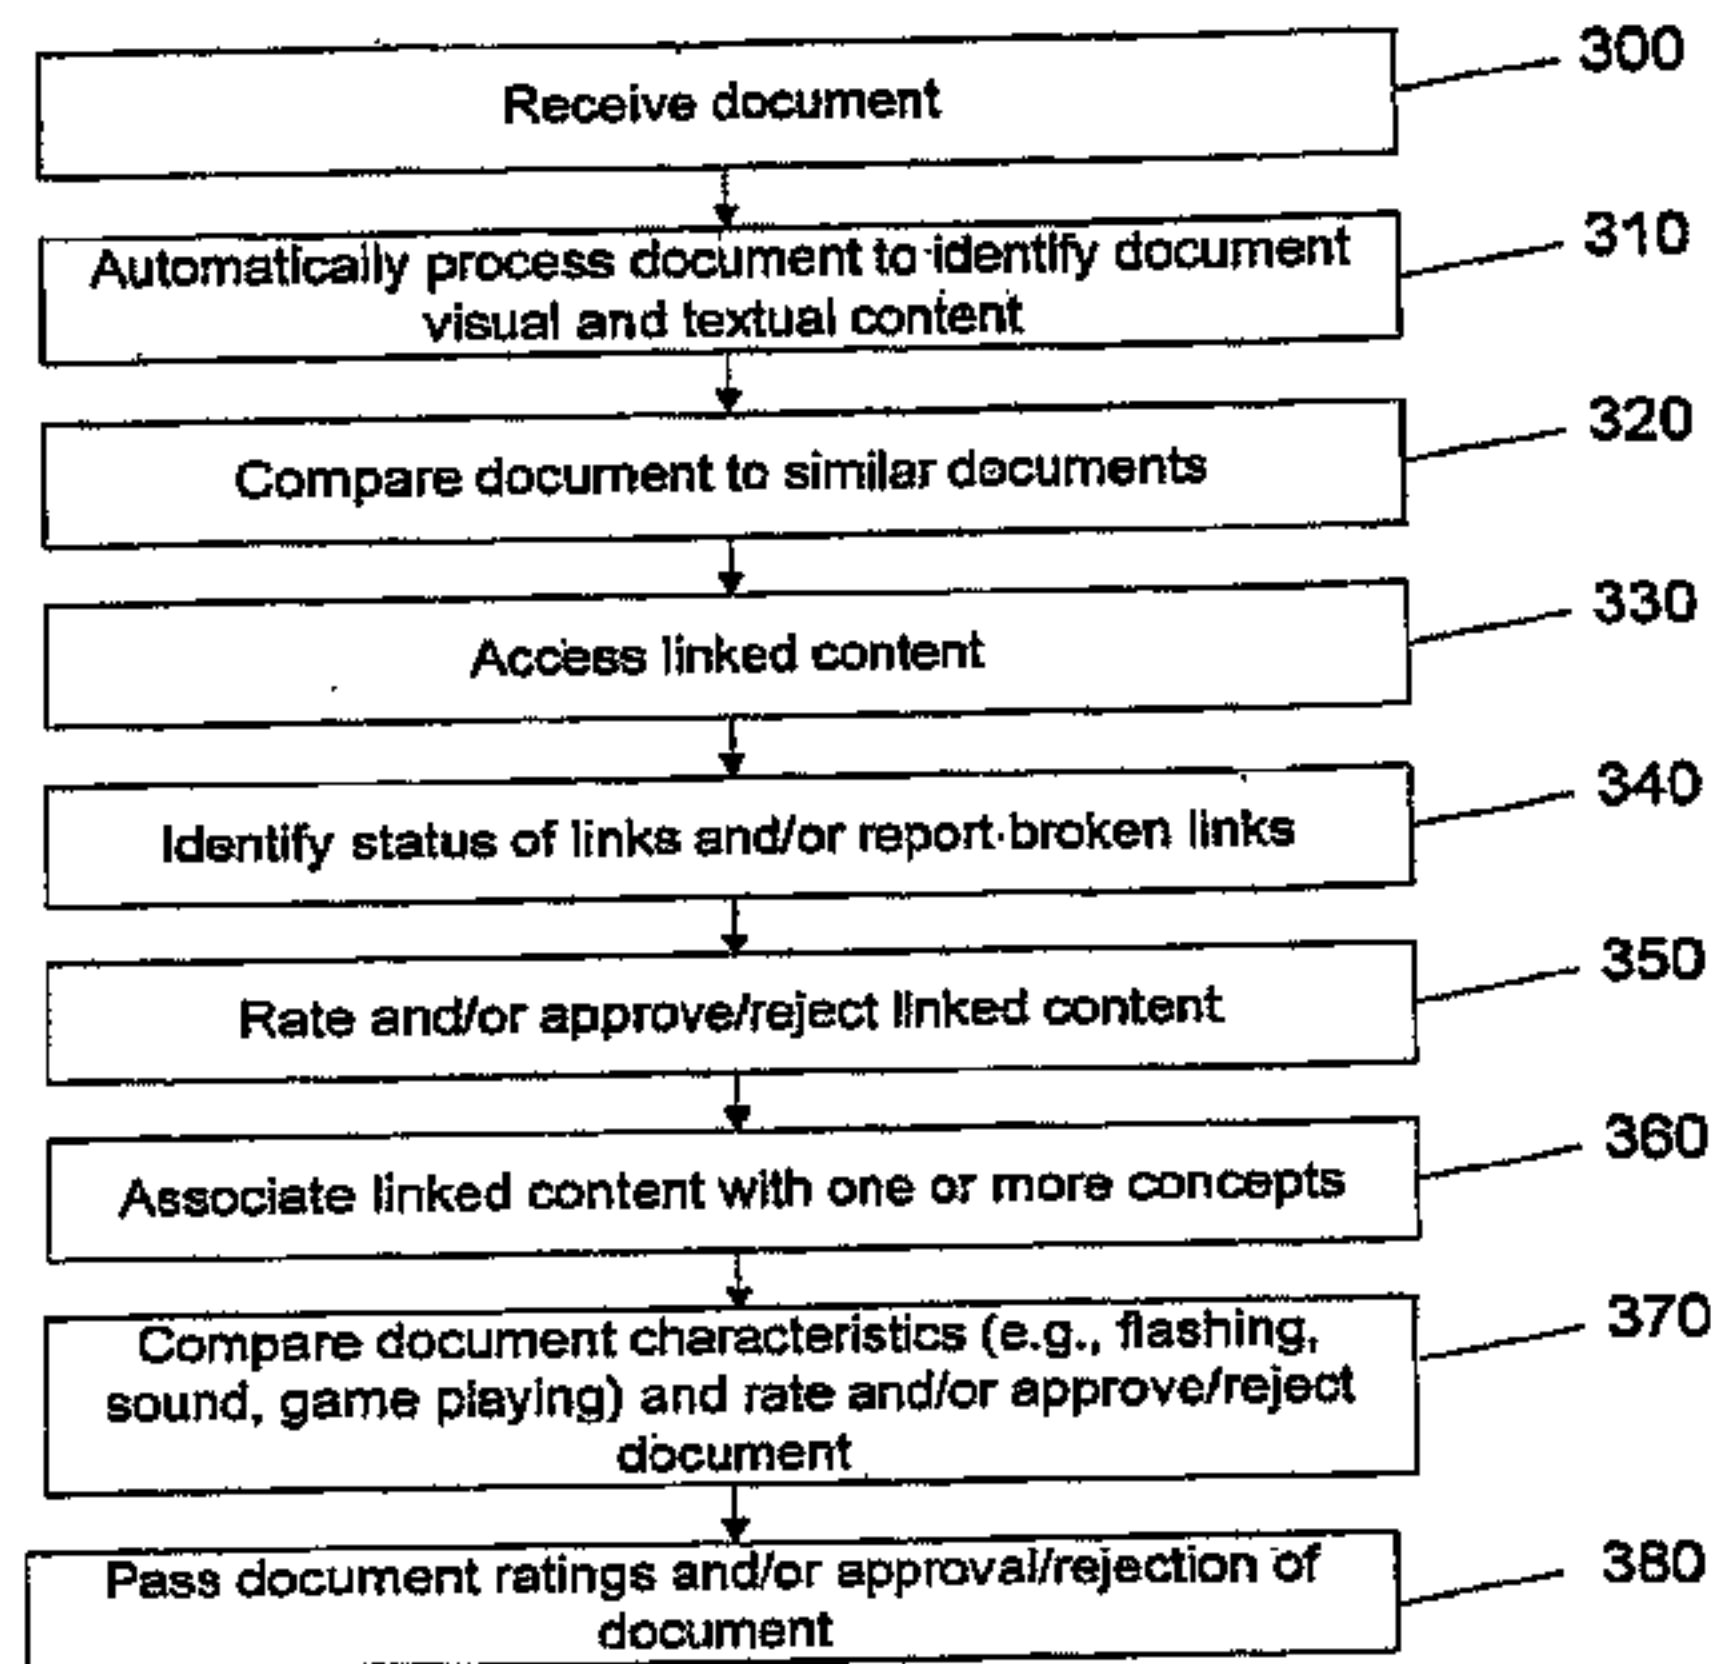 Receive document
300
Automatically process document to identify document
visual and textual content
310
Compare document to similar documents
320
Access linked content
330
Identify status of links and/or report broken links
340
Rate and/or approve/reject linked content
350
Associate linked content with one or more concepts
360
Compare document characteristics (e.g., flashing,
sound, game playing) and rate and/or approve/reject
document
370
Pass document ratings and/or approval/rejection of
document
380